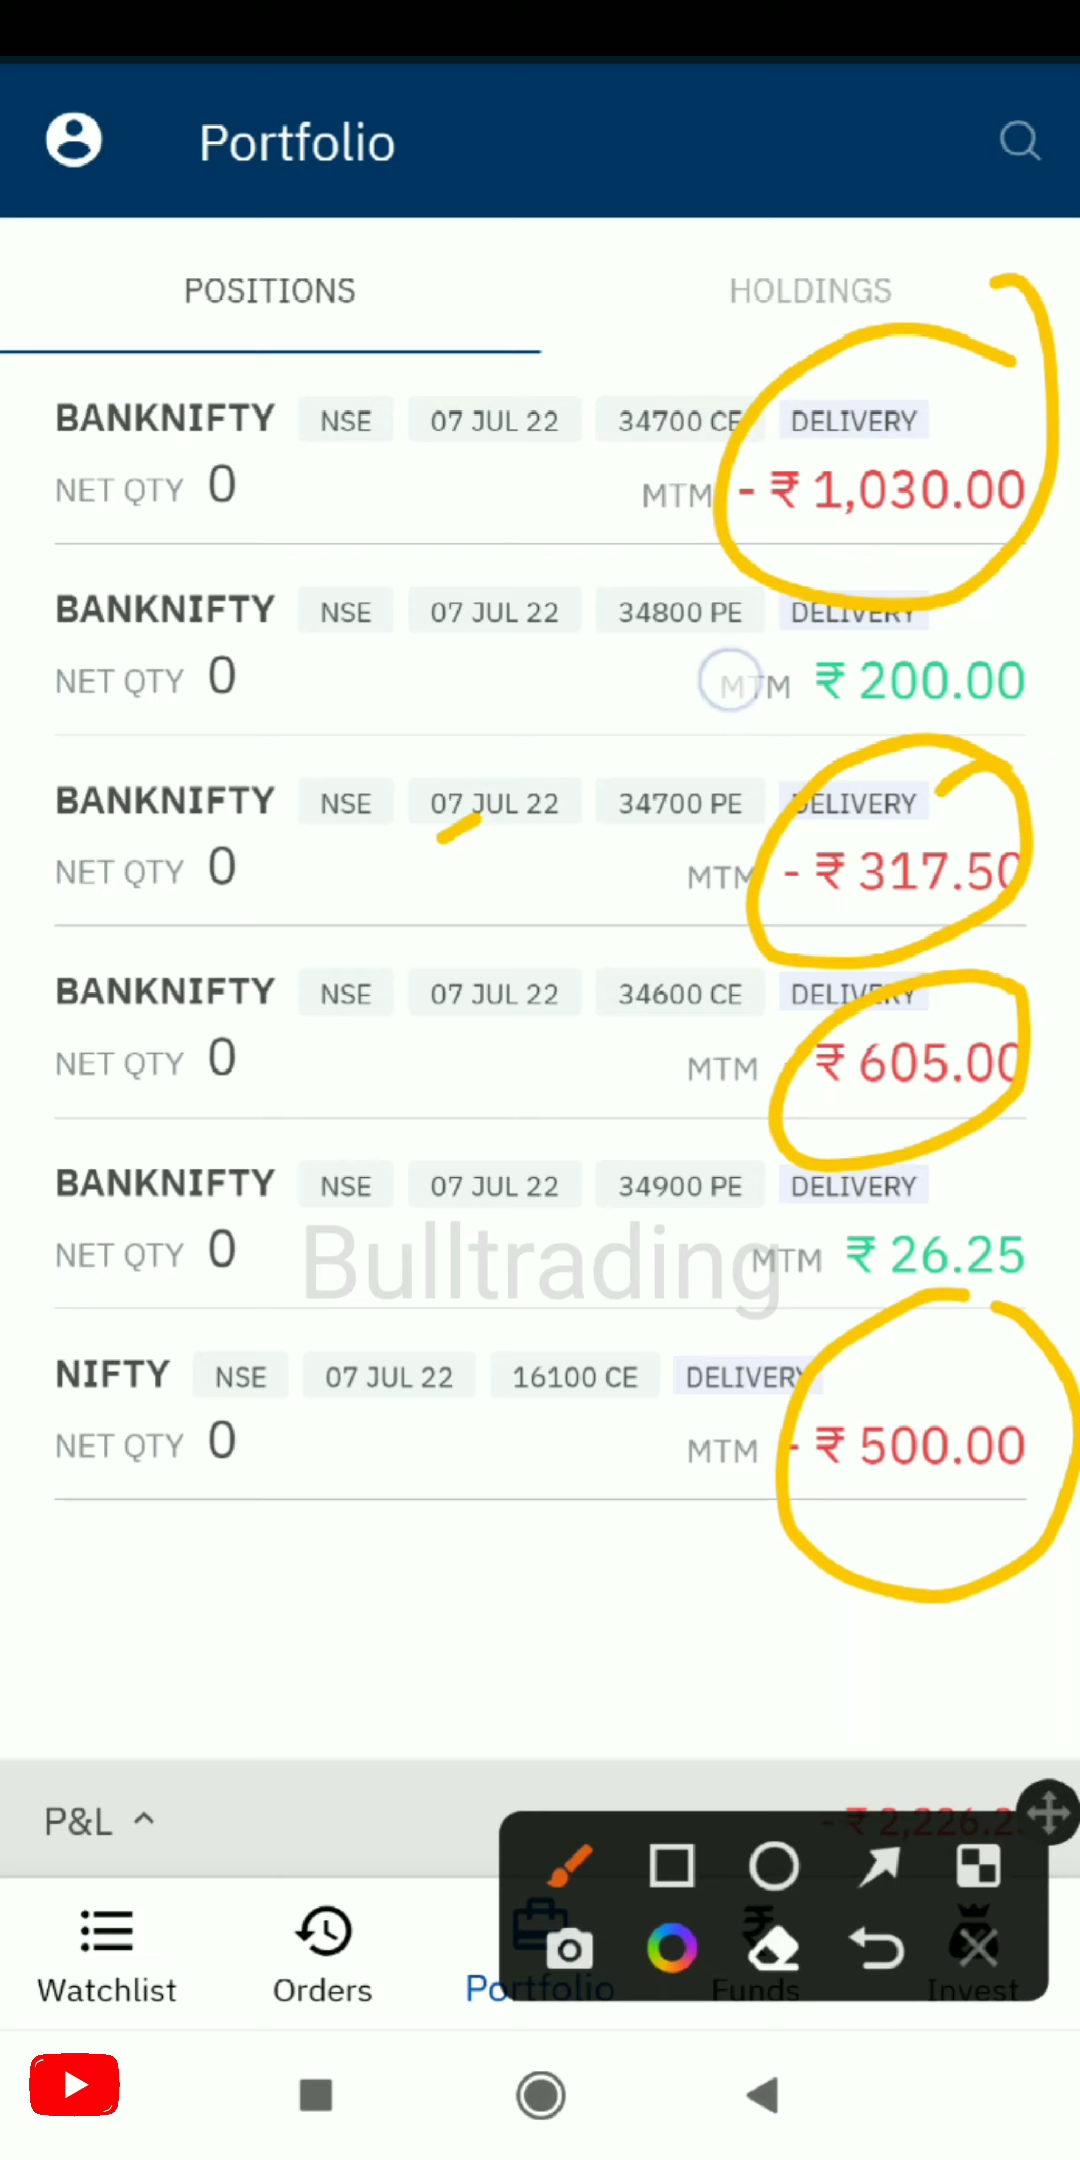 Portfolio
POSITIONS HOLDINGS
BANKNIFTY NSE 07 JUL 22 34700 CE DELIVERY
NET QTY 0 MTM - ₹ 1,030.00
BANKNIFTY NSE 07 JUL 22 34800 PE DELIVERY
NET QTY 0 MTM ₹ 200.00
BANKNIFTY NSE 07 JUL 22 34700 PE DELIVERY
NET QTY 0 MTM - ₹ 317.50
BANKNIFTY NSE 07 JUL 22 34600 CE DELIVERY
NET QTY 0 MTM ₹ 605.00
BANKNIFTY NSE 07 JUL 22 34900 PE DELIVERY
NET QTY 0 MTM ₹ 26.25
Bulltrading
NIFTY NSE 07 JUL 22 16100 CE DELIVERY
NET QTY 0 MTM - ₹ 500.00
P&L
Watchlist Orders Portfolio Funds Invest